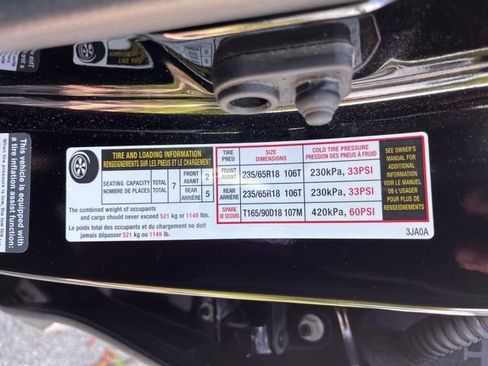 This vehicle is equipped with
a tire inflation assist function:
TIRE AND LOADING INFORMATION
RENSEIGNEMENTS SUR LES PNEUS ET LE CHARGEMENT
SEATING CAPACITY TOTAL 7 FRONT AVANT 2
NOMBRE DE PLACES TOTAL REAR ARRIÈRE 5
The combined weight of occupants
and cargo should never exceed 521 kg or 1149 lbs.
Le poids total des occupants et du chargement ne doit
jamais dépasser 521 kg ou 1149 lb.
TIRE PNEU SIZE DIMENSIONS COLD TIRE PRESSURE PRESSION DES PNEUS À FROID
FRONT AVANT 235/65R18 106T 230kPa, 33PSI
REAR ARRIÈRE 235/65R18 106T 230kPa, 33PSI
SPARE DE SECOURS T165/90D18 107M 420kPa, 60PSI
SEE OWNER'S
MANUAL FOR
ADDITIONAL
INFORMATION
VOIR LE MANUEL
DE L'USAGER
POUR PLUS DE
RENSEIGNEMENTS
3JA0A